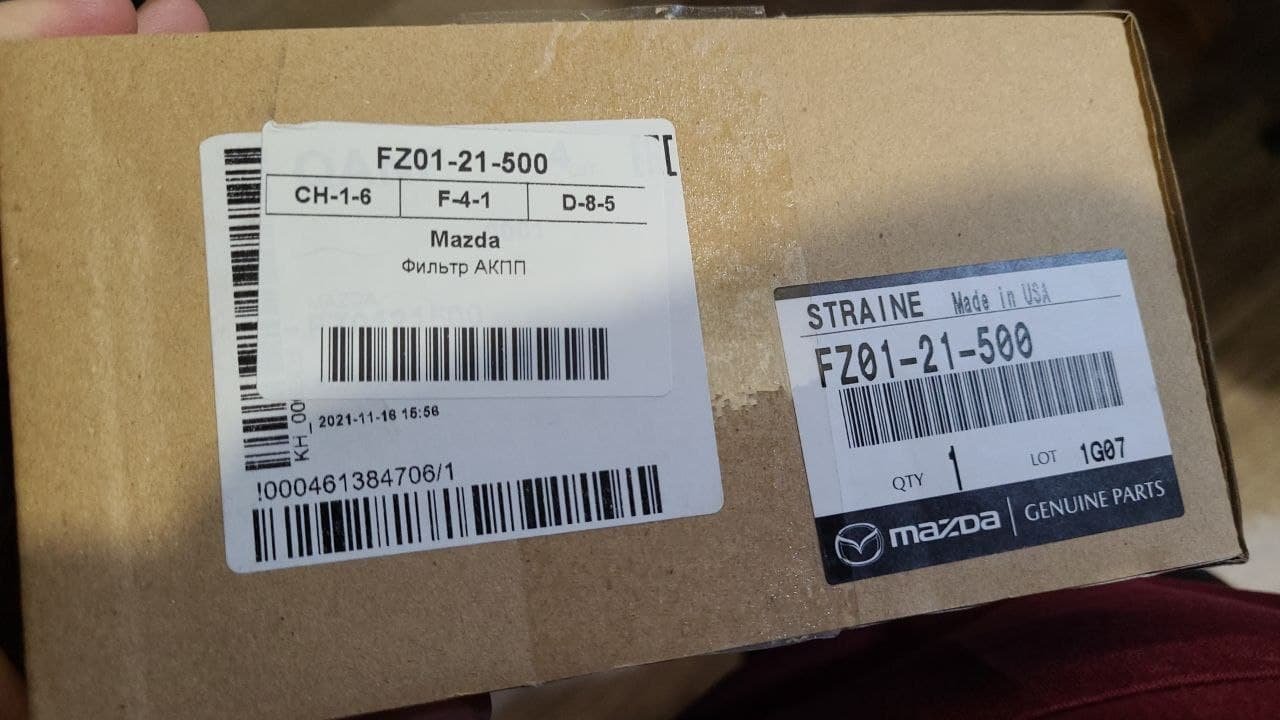 FZ01-21-500
CH-1-6 F-4-1 D-8-5
Mazda
Фильтр АКПП
2021-11-16 15:56
!000461384706/1
STRAINE Made in USA
FZ01-21-500
QTY 1 LOT 1G07
mazda GENUINE PARTS